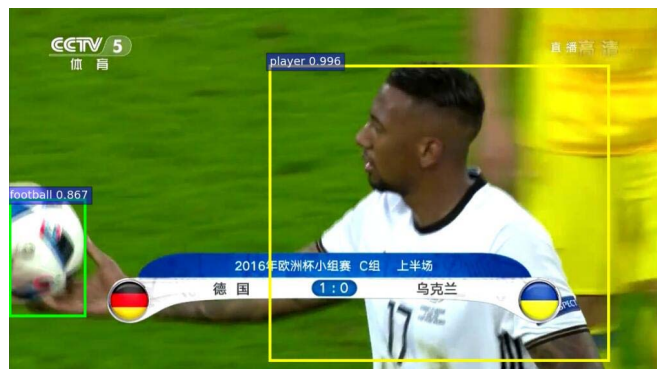 CCTV 5
体 育
直播高清
player 0.996
football 0.867
2016年欧洲杯小组赛 C组 上半场
德 国 1:0 乌克兰
17